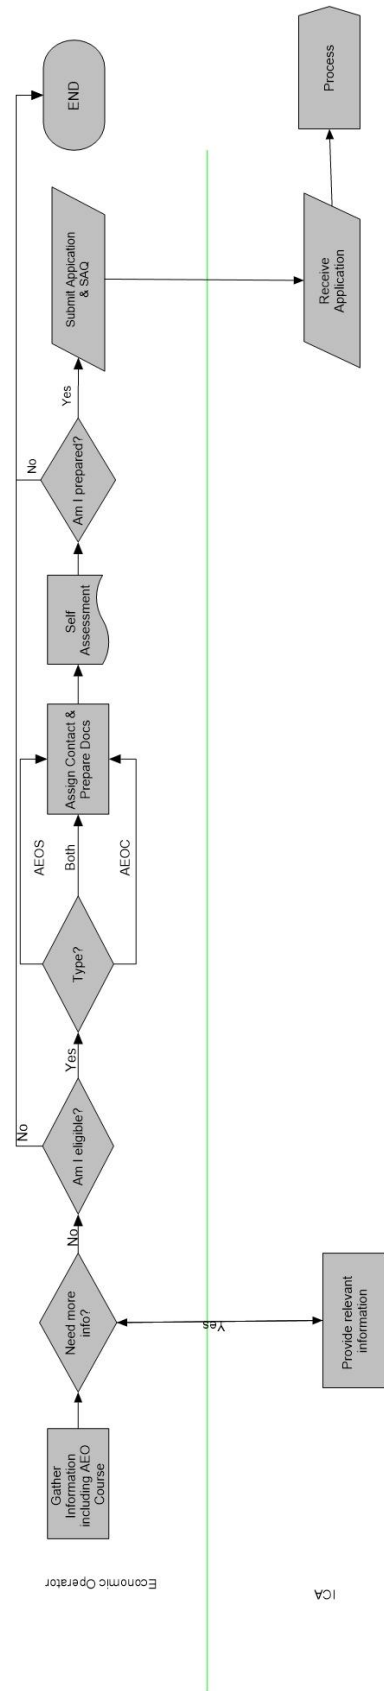 Economic Operator
Gather
Information
including AEO
Course
Need more
info?
No
Yes
Am I eligible?
No
Yes
Type?
AEOS
Both
AEOC
Assign Contact &
Prepare Docs
Self
Assessment
Am I prepared?
No
Yes
Submit Appication
& SAQ
END
ICA
Provide relevant
information
Receive
Application
Process